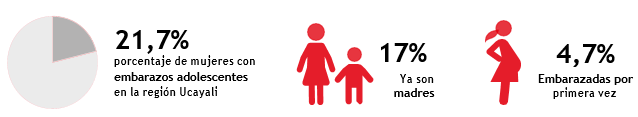 21,7%
porcentaje de mujeres con
embarazos adolescentes
en la región Ucayali
17%
Ya son
madres
4,7%
Embarazadas por
primera vez